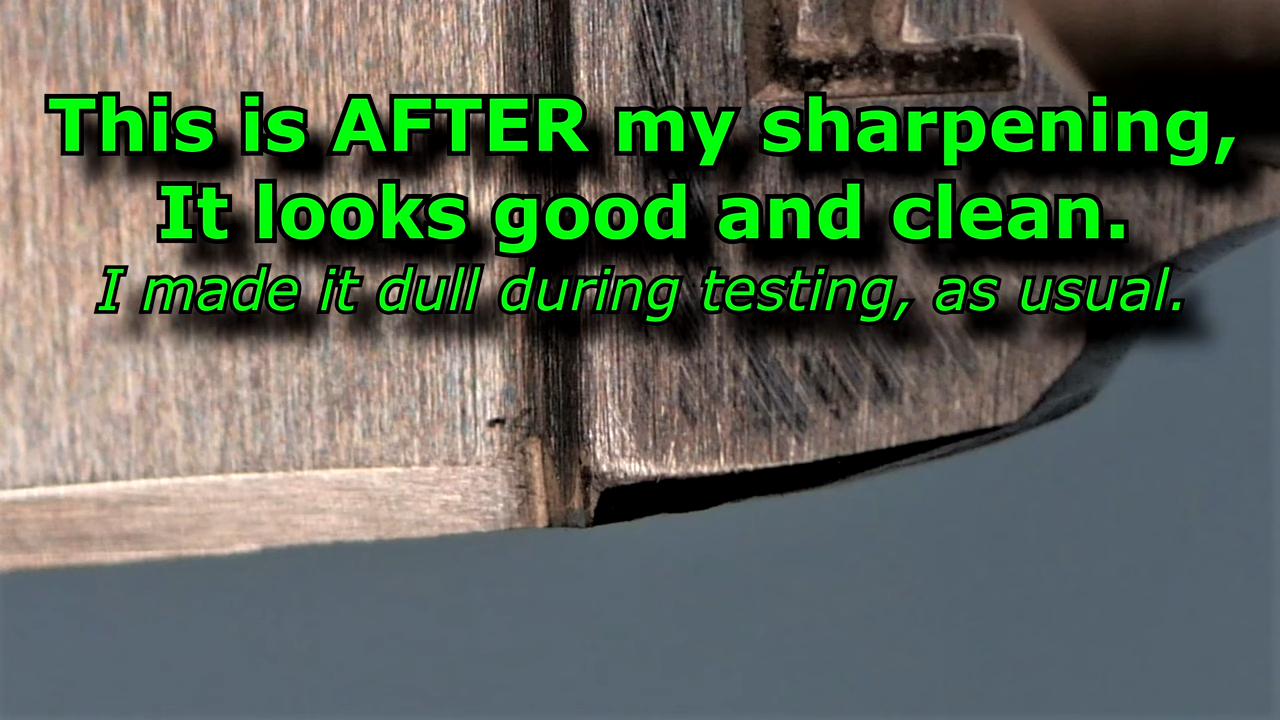 This is AFTER my sharpening,
It looks good and clean.
I made it dull during testing, as usual.